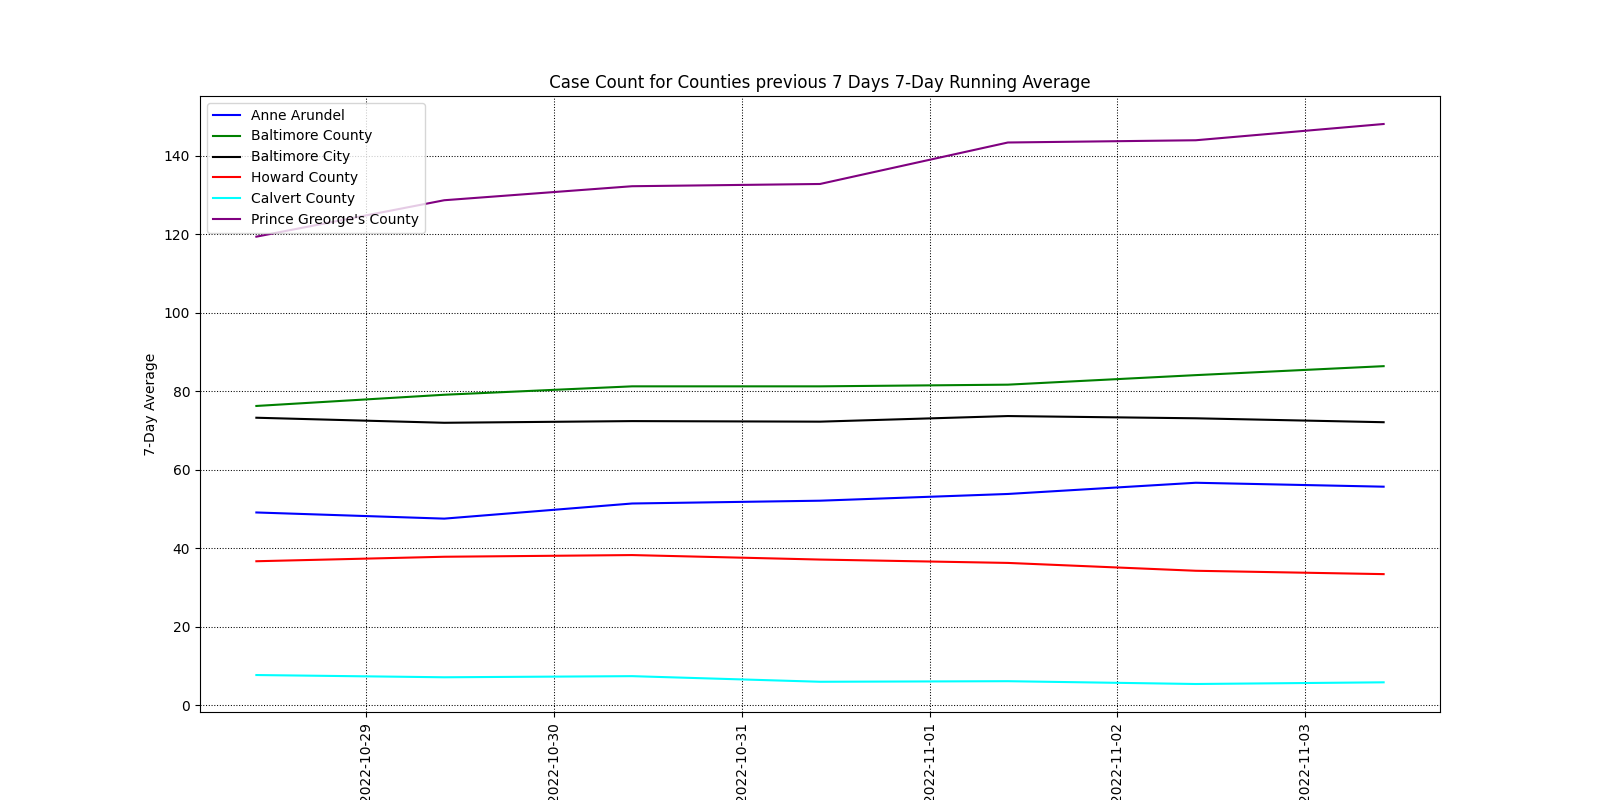 Case Count for Counties previous 7 Days 7-Day Running Average
Anne Arundel
Baltimore County
Baltimore City
Howard County
Calvert County
Prince Greorge's County
7-Day Average
140
120
100
80
60
40
20
0
2022-10-29
2022-10-30
2022-10-31
2022-11-01
2022-11-02
2022-11-03